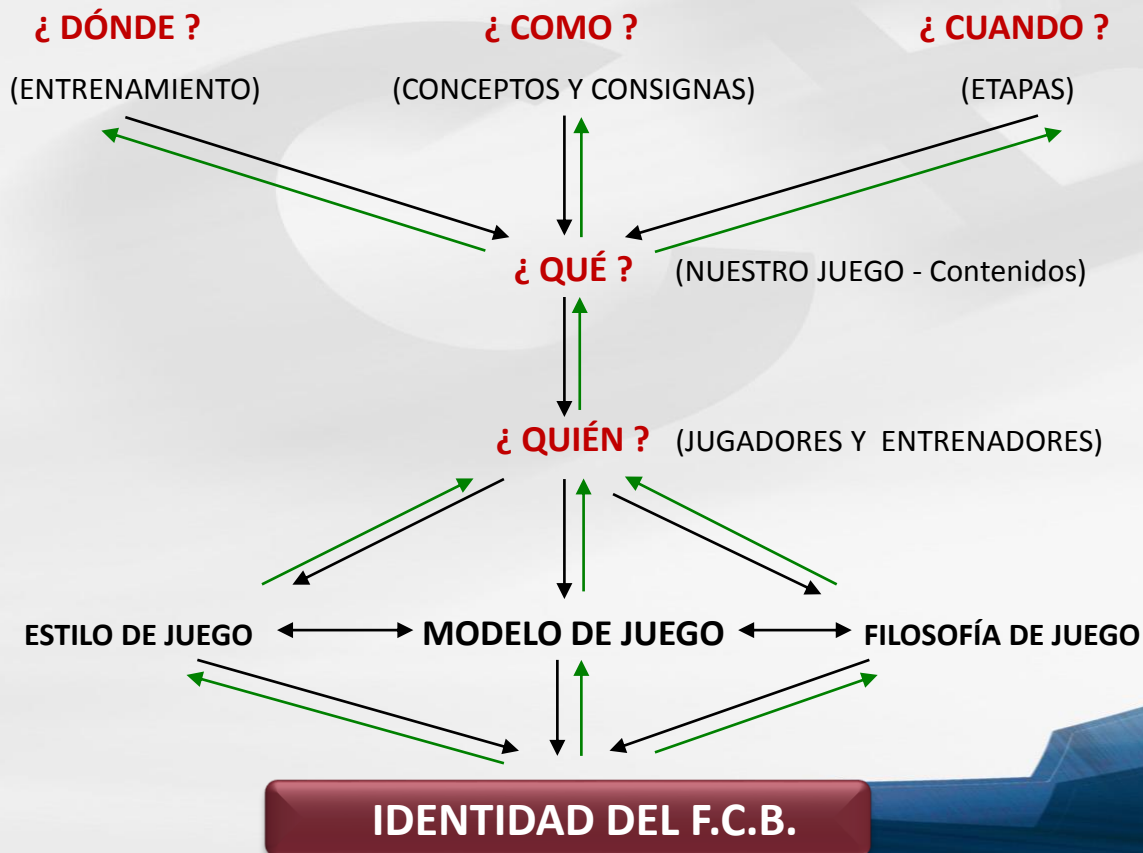 ¿ DÓNDE ? ¿ COMO ? ¿ CUANDO ?
(ENTRENAMIENTO) (CONCEPTOS Y CONSIGNAS) (ETAPAS)
¿ QUÉ ? (NUESTRO JUEGO - Contenidos)
¿ QUIÉN ? (JUGADORES Y ENTRENADORES)
ESTILO DE JUEGO MODELO DE JUEGO FILOSOFÍA DE JUEGO
IDENTIDAD DEL F.C.B.